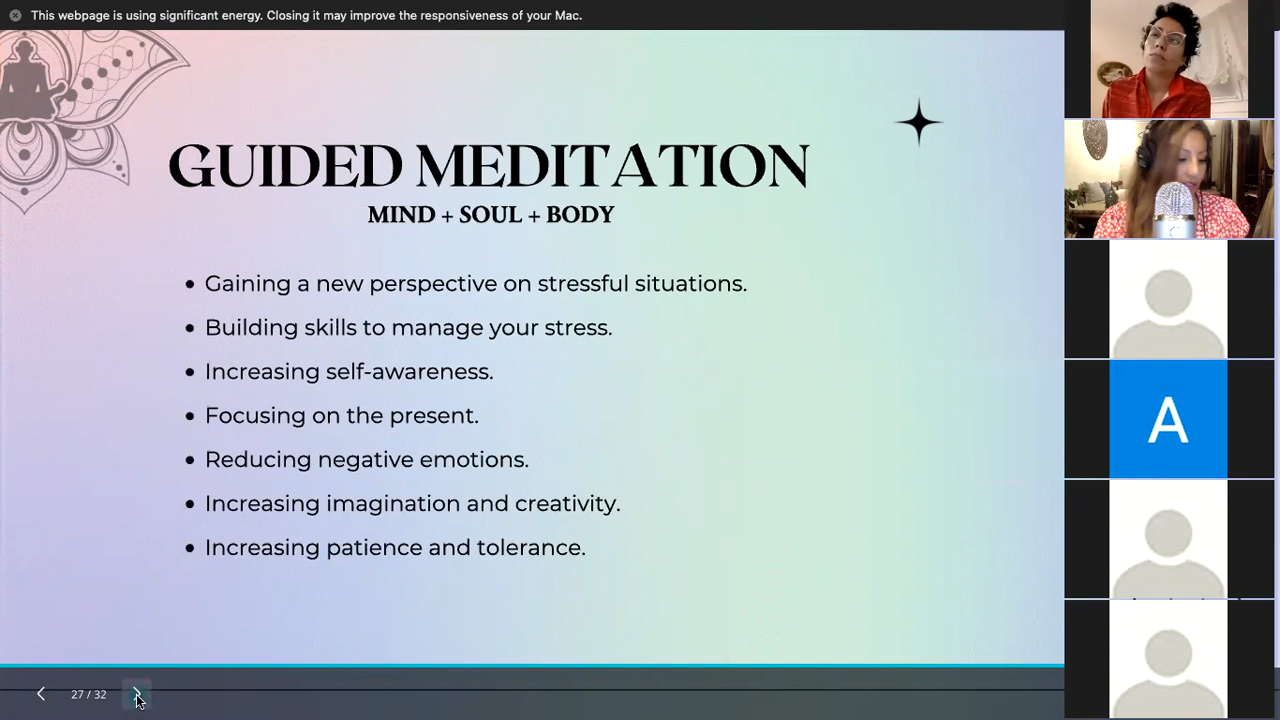 This webpage is using significant energy. Closing it may improve the responsiveness of your Mac.
GUIDED MEDITATION
MIND + SOUL + BODY
• Gaining a new perspective on stressful situations.
• Building skills to manage your stress.
• Increasing self-awareness.
• Focusing on the present.
• Reducing negative emotions.
• Increasing imagination and creativity.
• Increasing patience and tolerance.
A
27 / 32